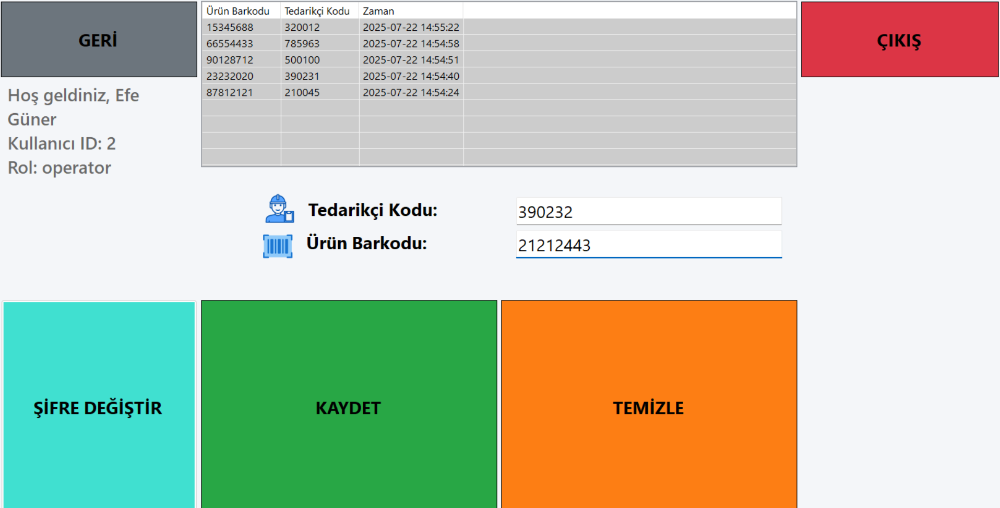 GERİ
Ürün Barkodu Tedarikçi Kodu Zaman
15345688 320012 2025-07-22 14:55:22
66554433 785963 2025-07-22 14:54:58
90128712 500100 2025-07-22 14:54:51
23232020 390231 2025-07-22 14:54:40
87812121 210045 2025-07-22 14:54:24
ÇIKIŞ
Hoş geldiniz, Efe
Güner
Kullanıcı ID: 2
Rol: operator
Tedarikçi Kodu: 390232
Ürün Barkodu: 21212443
ŞİFRE DEĞİŞTİR
KAYDET
TEMİZLE